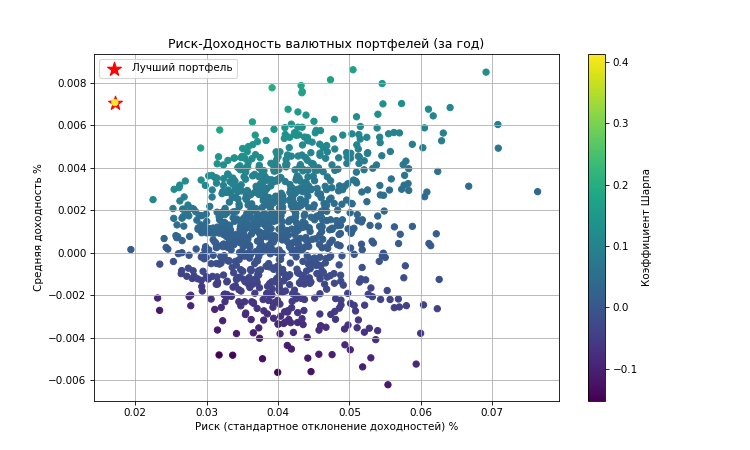 Риск-Доходность валютных портфелей (за год)
Лучший портфель
0.008
0.006
0.004
0.002
0.000
−0.002
−0.004
−0.006
Средняя доходность %
0.02 0.03 0.04 0.05 0.06 0.07
Риск (стандартное отклонение доходностей) %
0.4
0.3
0.2
0.1
0.0
−0.1
Коэффициент Шарпа